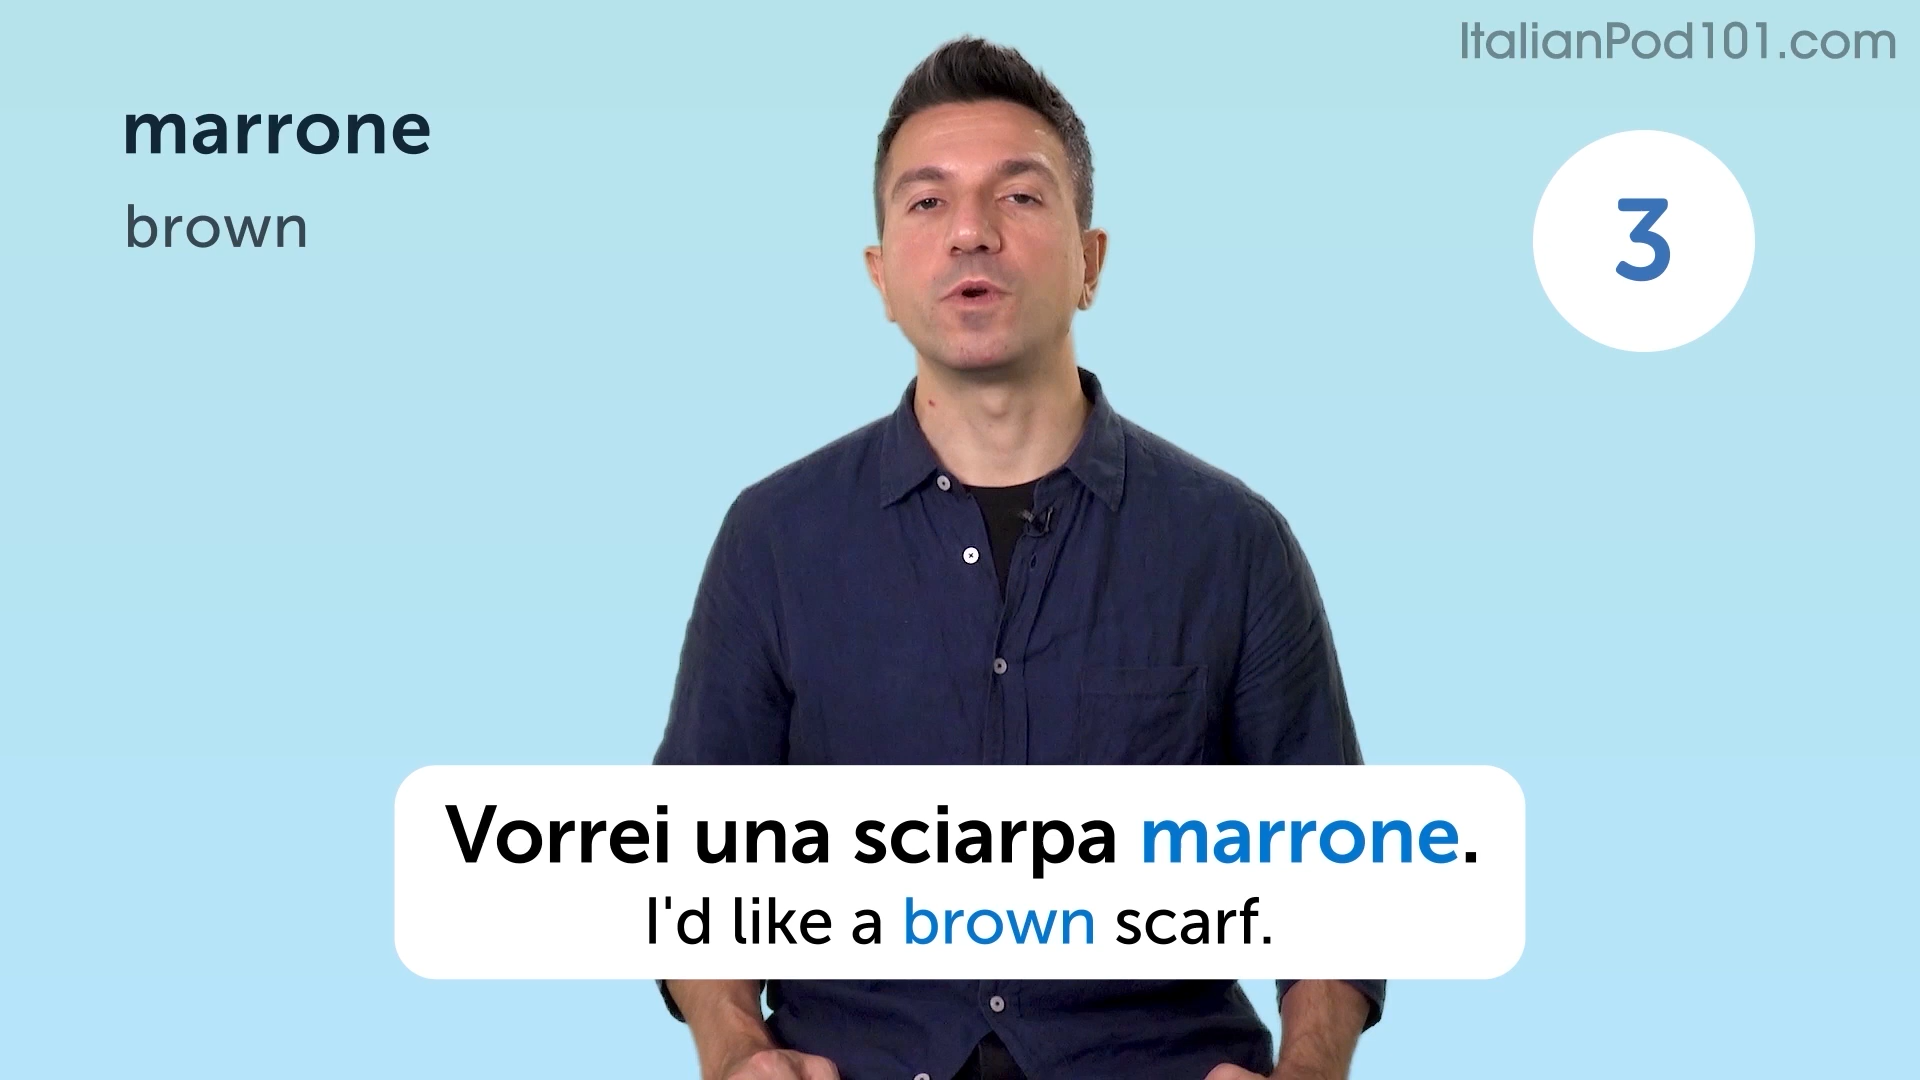 ItalianPod101.com
marrone
brown
3
Vorrei una sciarpa marrone.
I'd like a brown scarf.